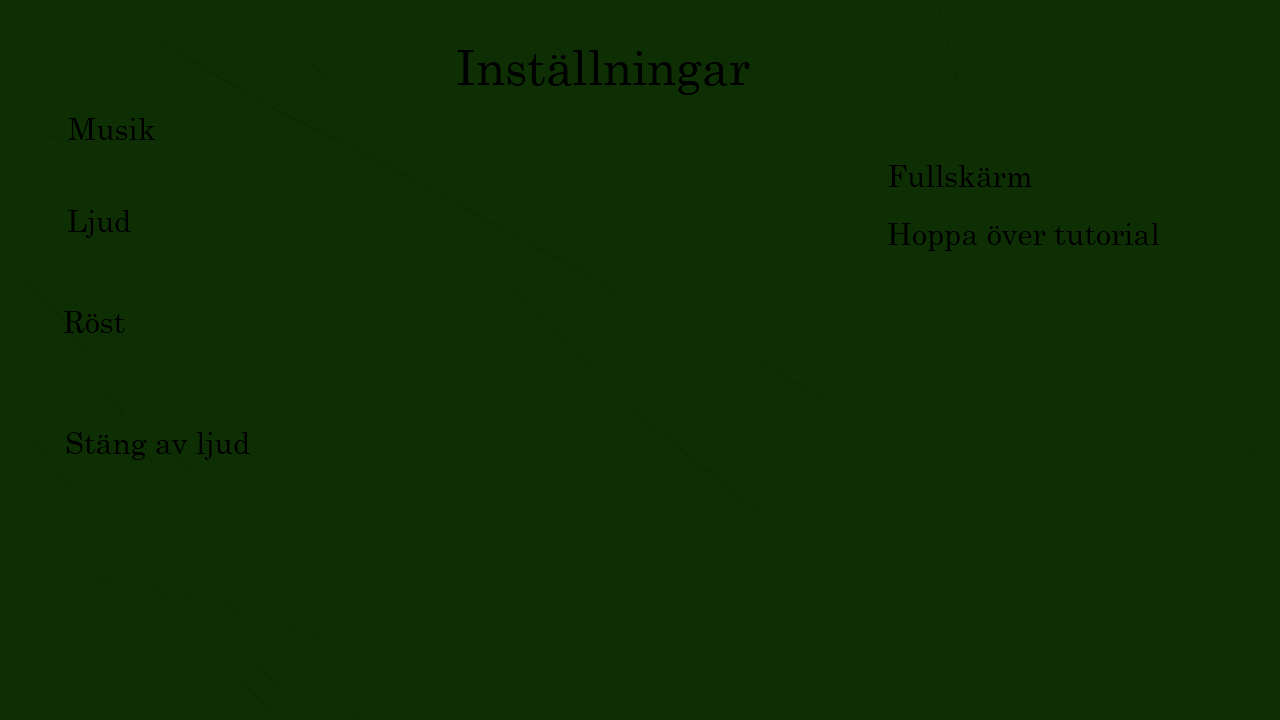 Inställningar
Musik
Ljud
Röst
Stäng av ljud
Fullskärm
Hoppa över tutorial